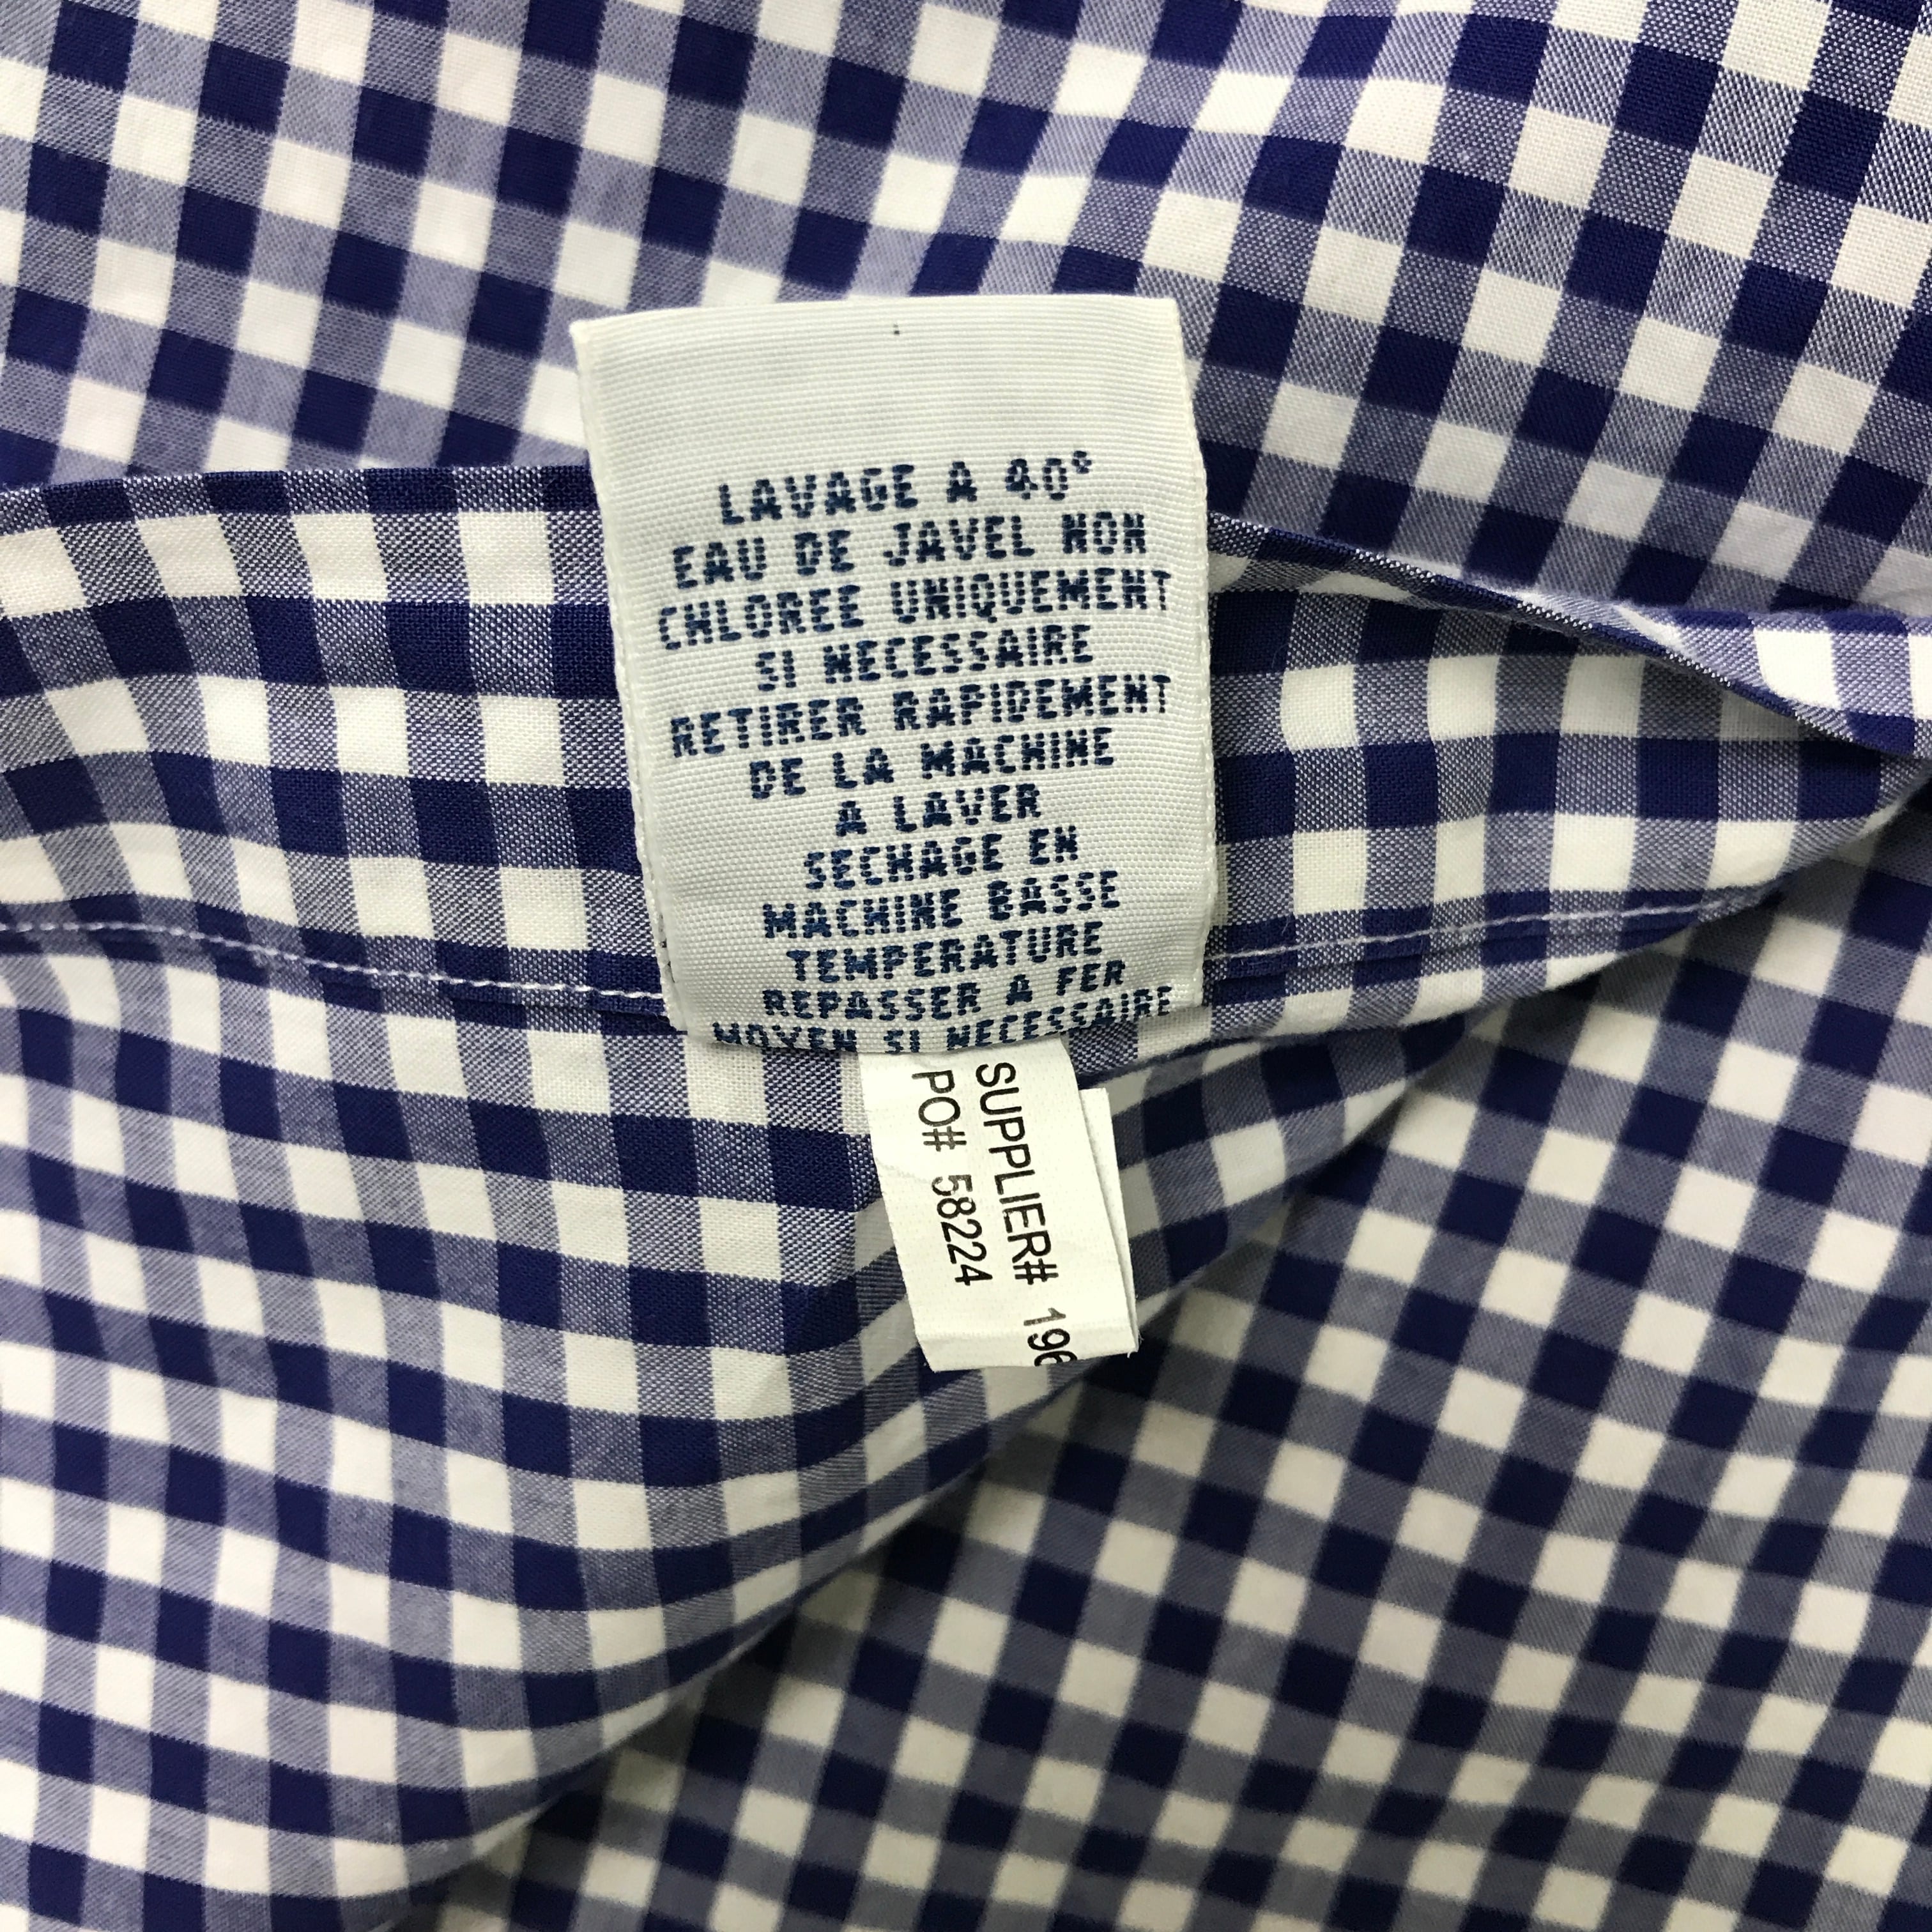 LAVAGE A 40°
EAU DE JAVEL NON
CHLOREE UNIQUEMENT
SI NECESSAIRE
RETIRER RAPIDEMENT
DE LA MACHINE
A LAVER
SECHAGE EN
MACHINE BASSE
TEMPERATURE
REPASSER A FER
MOYEN SI NECESSAIRE
SUPPLIER# 196
PO# 58224